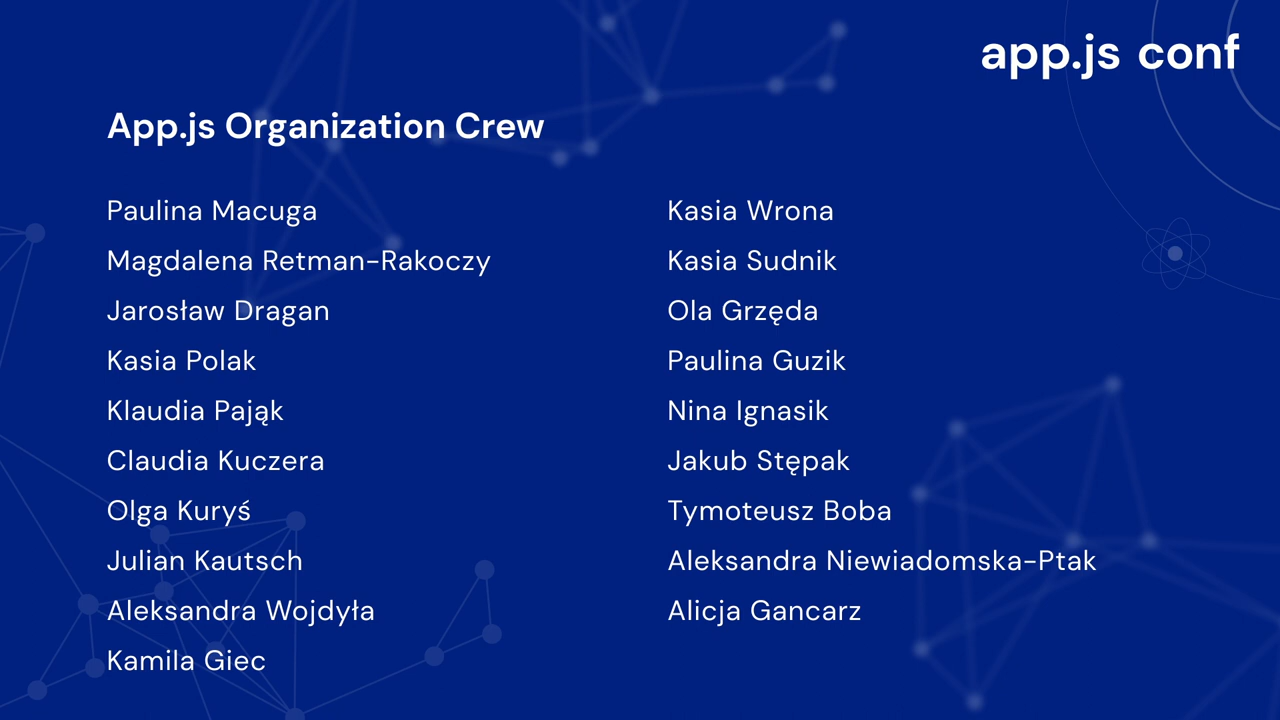 app.js conf
App.js Organization Crew
Paulina Macuga
Magdalena Retman-Rakoczy
Jarosław Dragan
Kasia Polak
Klaudia Pająk
Claudia Kuczera
Olga Kuryś
Julian Kautsch
Aleksandra Wojdyła
Kamila Giec
Kasia Wrona
Kasia Sudnik
Ola Grzęda
Paulina Guzik
Nina Ignasik
Jakub Stępak
Tymoteusz Boba
Aleksandra Niewiadomska-Ptak
Alicja Gancarz